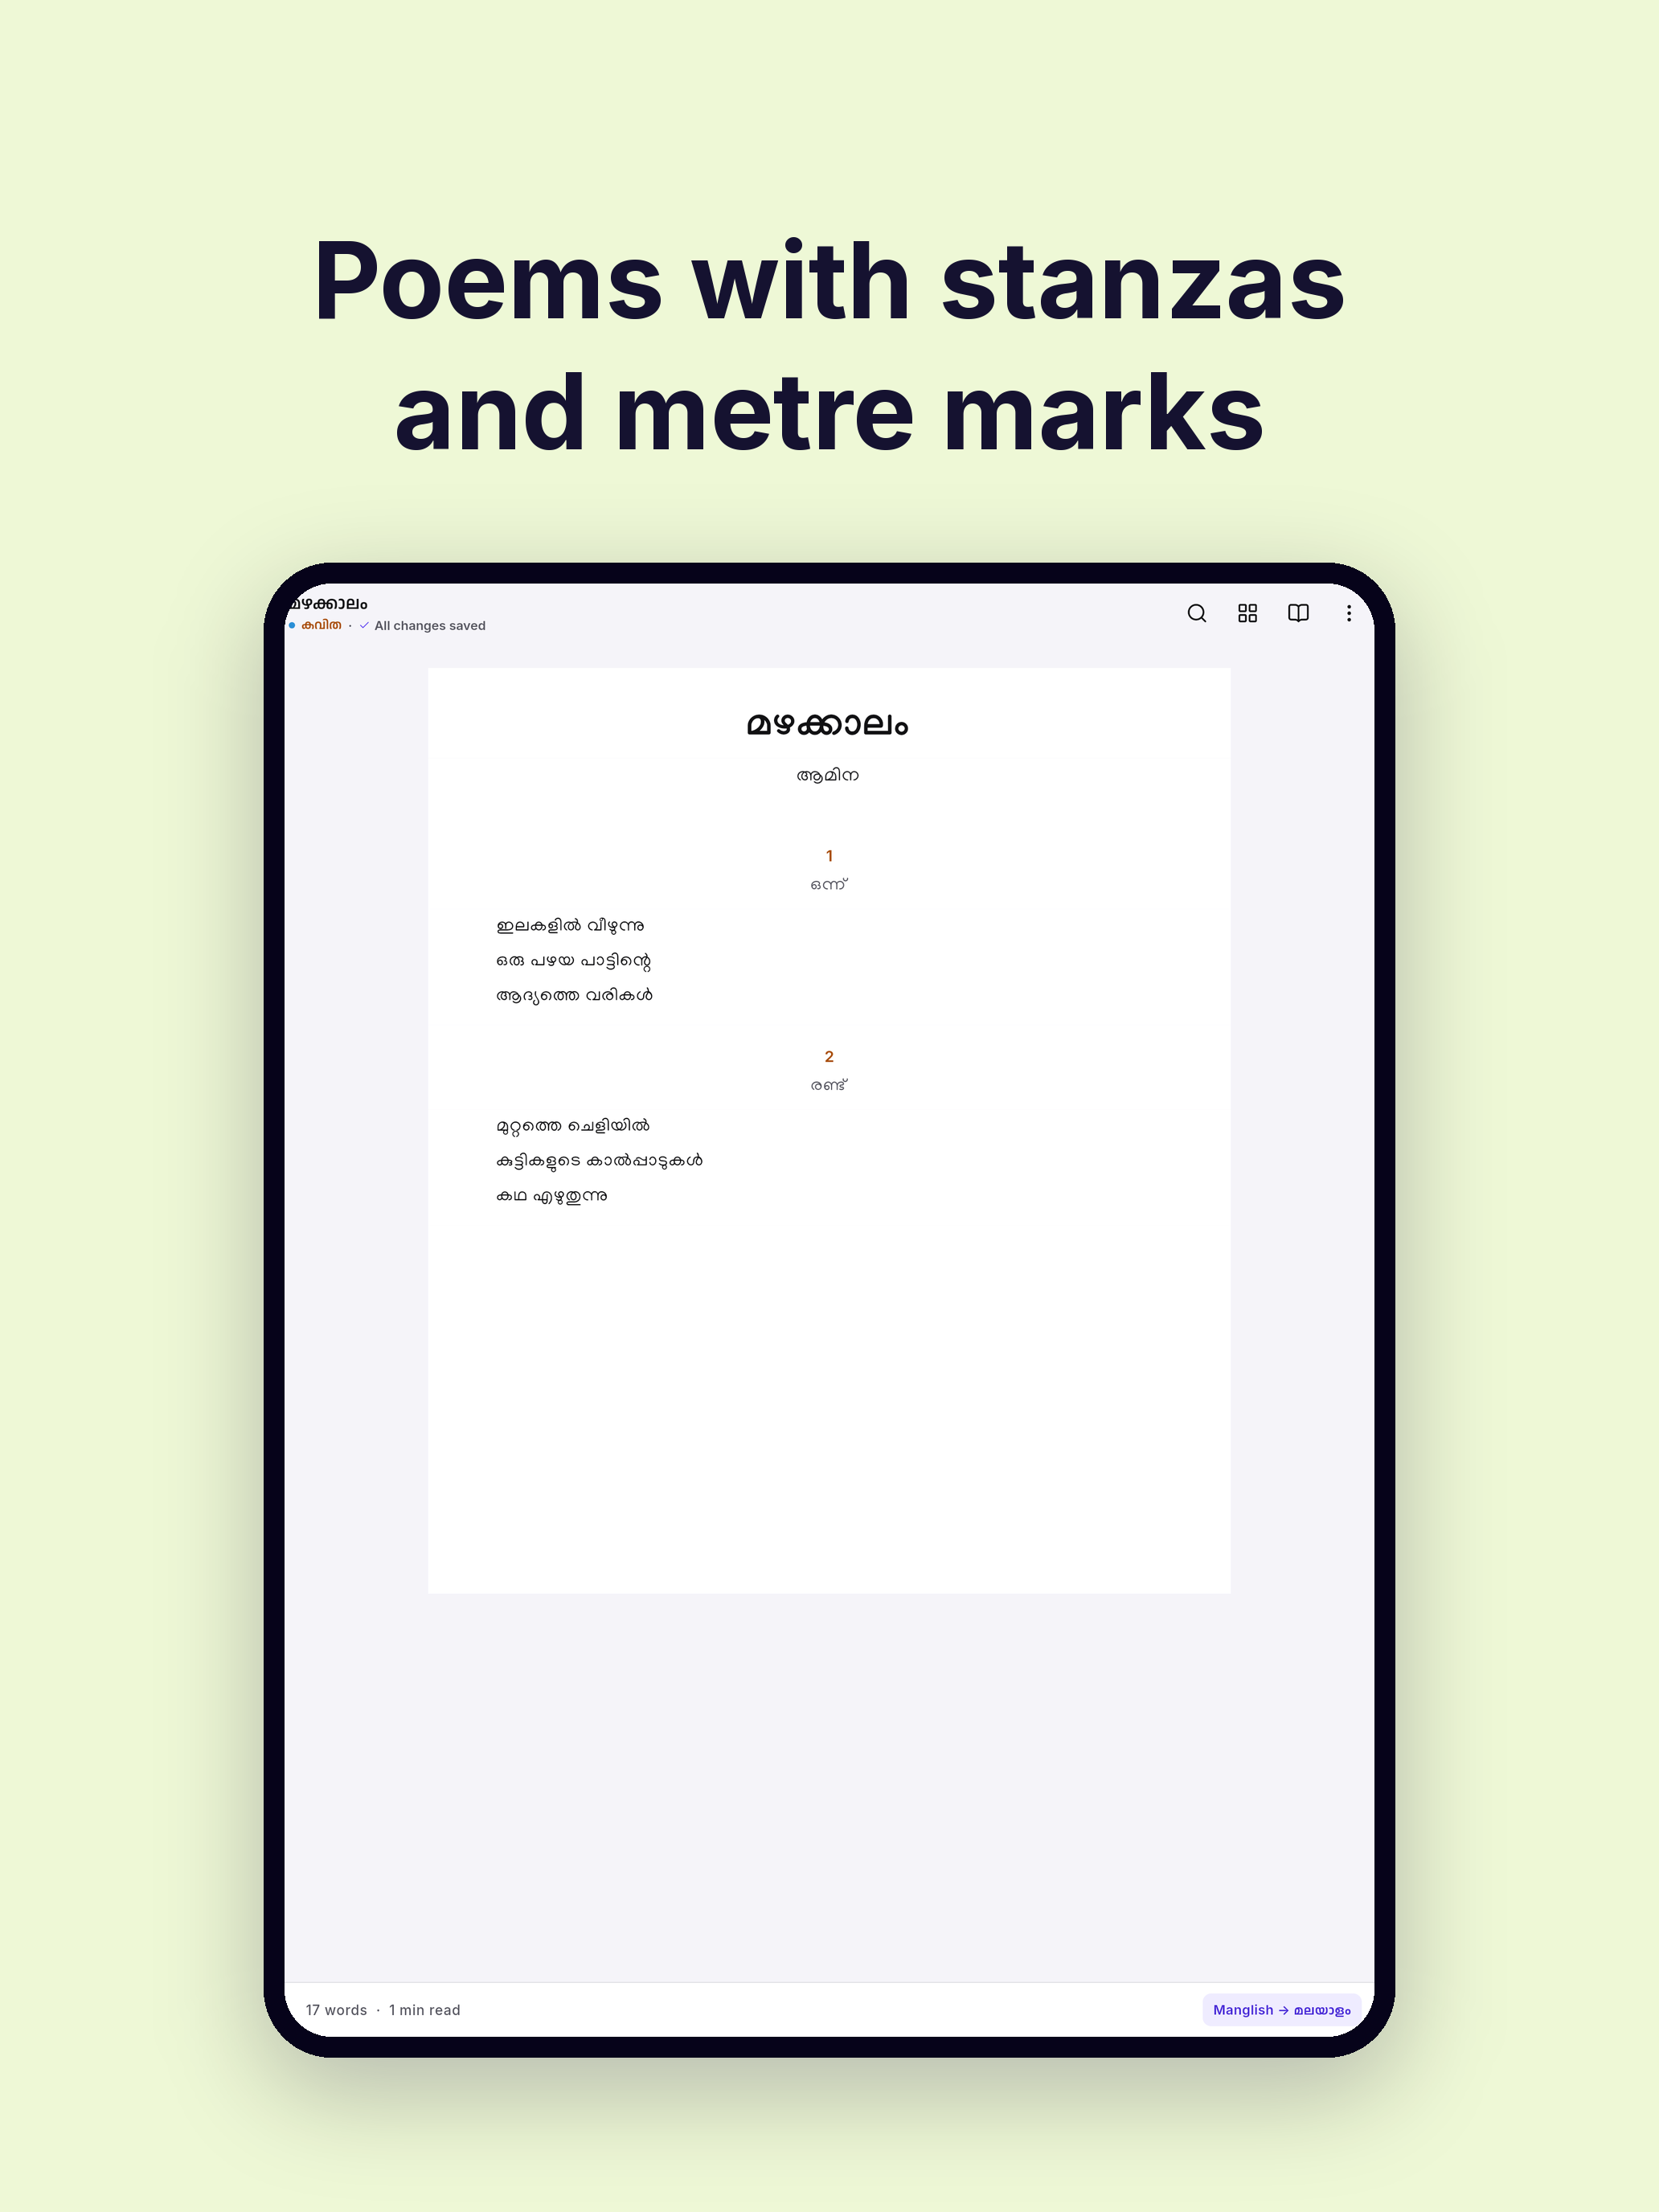 Poems with stanzas
and metre marks
മഴക്കാലം
കവിത · All changes saved
മഴക്കാലം
ആമിന
1
ഒന്ന്
ഇലകളിൽ വീഴുന്നു
ഒരു പഴയ പാട്ടിന്റെ
ആദ്യത്തെ വരികൾ
2
രണ്ട്
മുറ്റത്തെ ചെളിയിൽ
കുട്ടികളുടെ കാൽപ്പാടുകൾ
കഥ എഴുതുന്നു
17 words · 1 min read
Manglish → മലയാളം